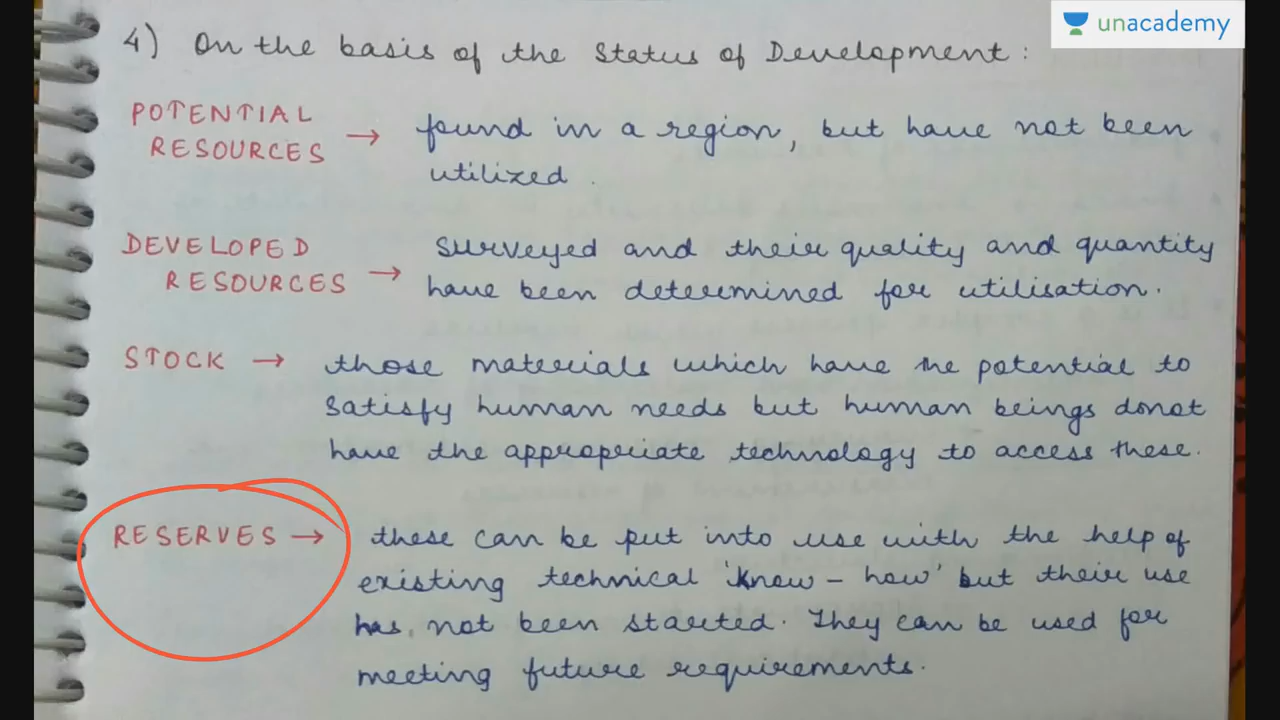 unacademy
4) On the basis of the Status of Development:
POTENTIAL RESOURCES → found in a region, but have not been
utilized.
DEVELOPED RESOURCES → surveyed and their quality and quantity
have been determined for utilisation.
STOCK → those materials which have the potential to
satisfy human needs but human beings donot
have the appropriate technology to access these.
RESERVES → these can be put into use with the help of
existing technical 'know-how' but their use
has not been started. They can be used for
meeting future requirements.